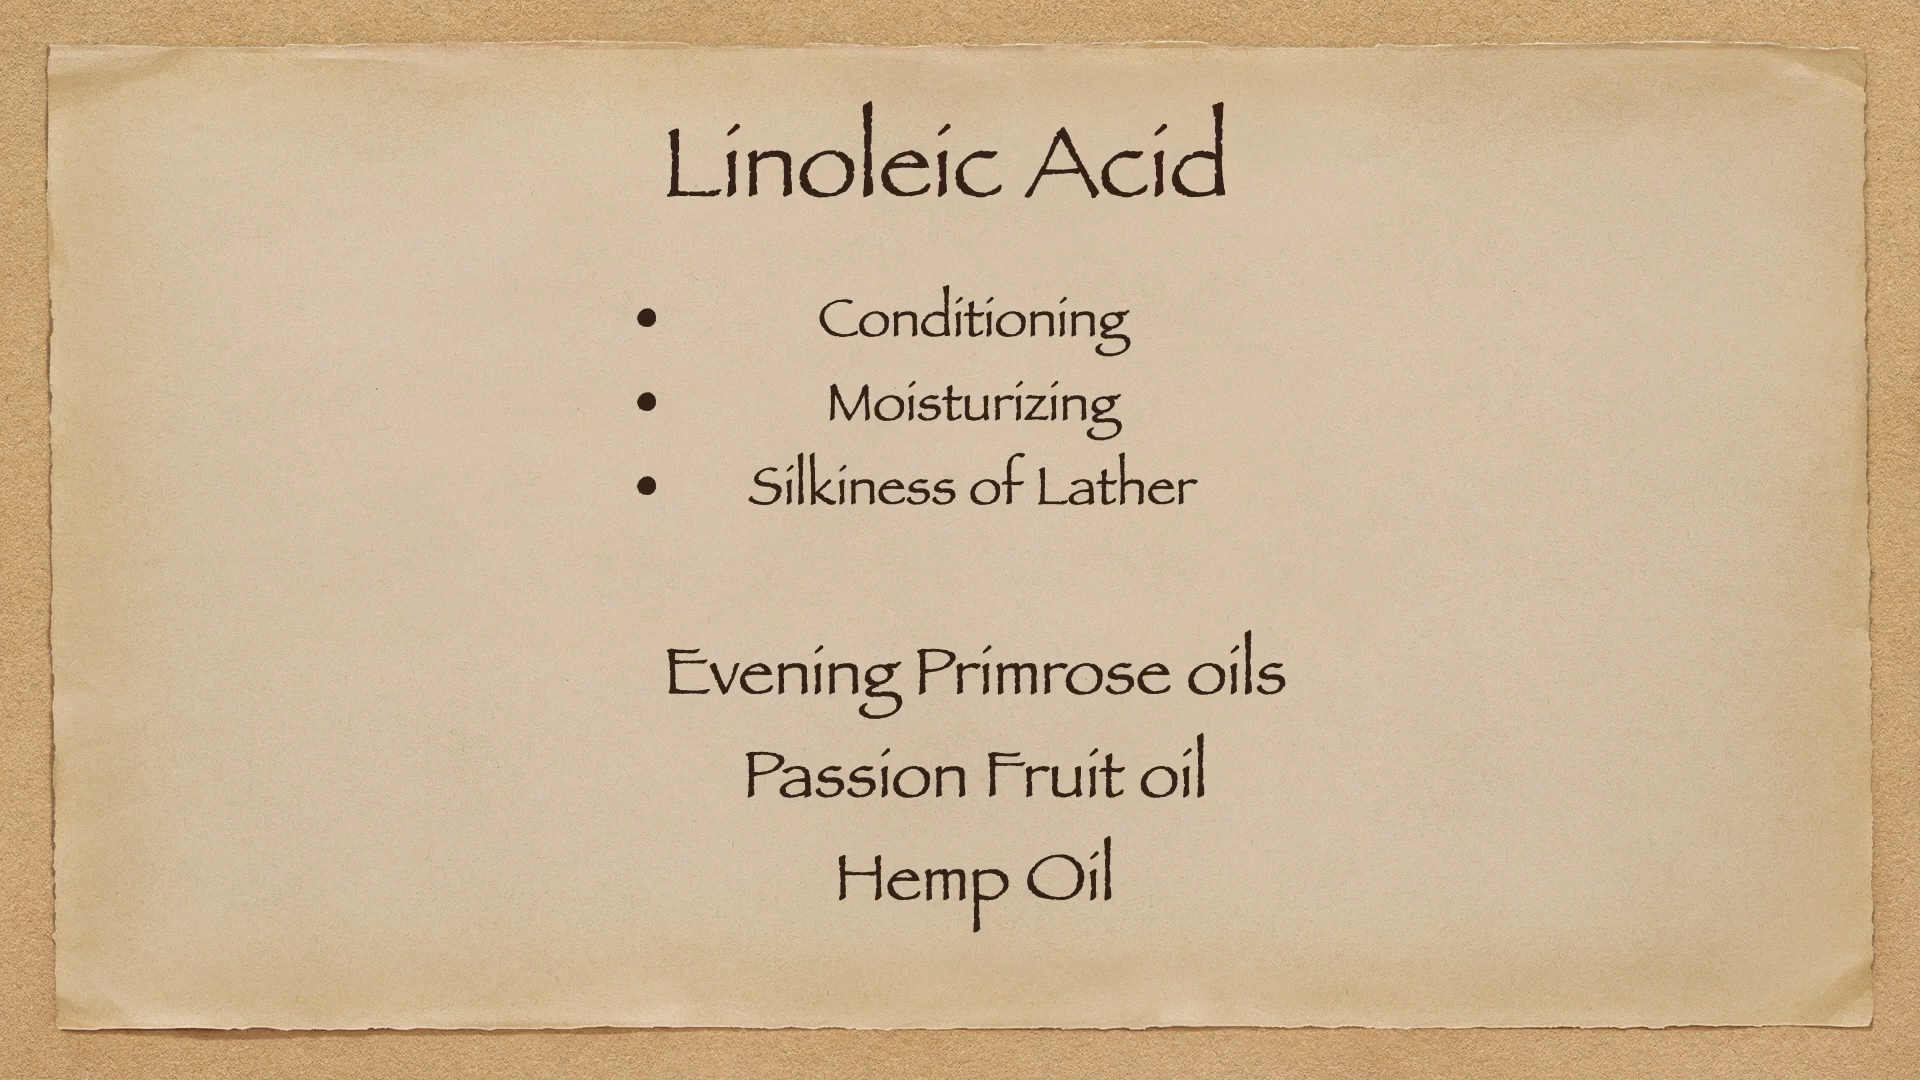 Linoleic Acid
• Conditioning
• Moisturizing
• Silkiness of Lather
Evening Primrose oils
Passion Fruit oil
Hemp Oil